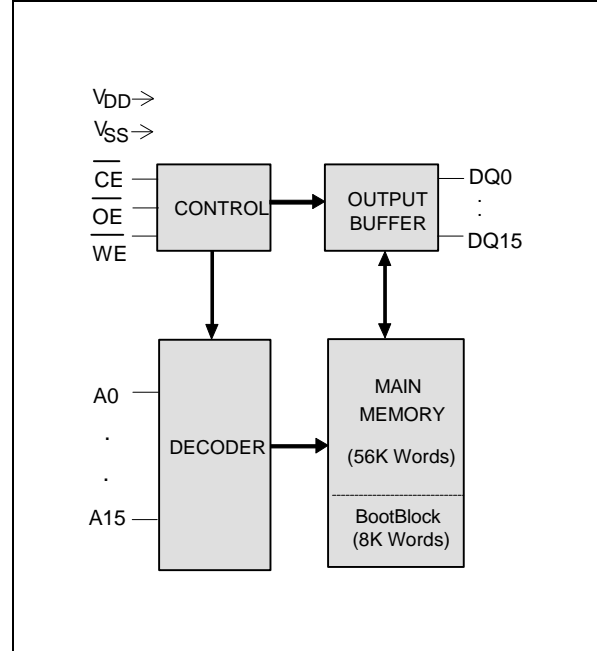 VDD
VSS
CE
OE
WE
CONTROL
OUTPUT
BUFFER
DQ0
.
.
DQ15
A0
.
.
A15
DECODER
MAIN
MEMORY
(56K Words)
BootBlock
(8K Words)